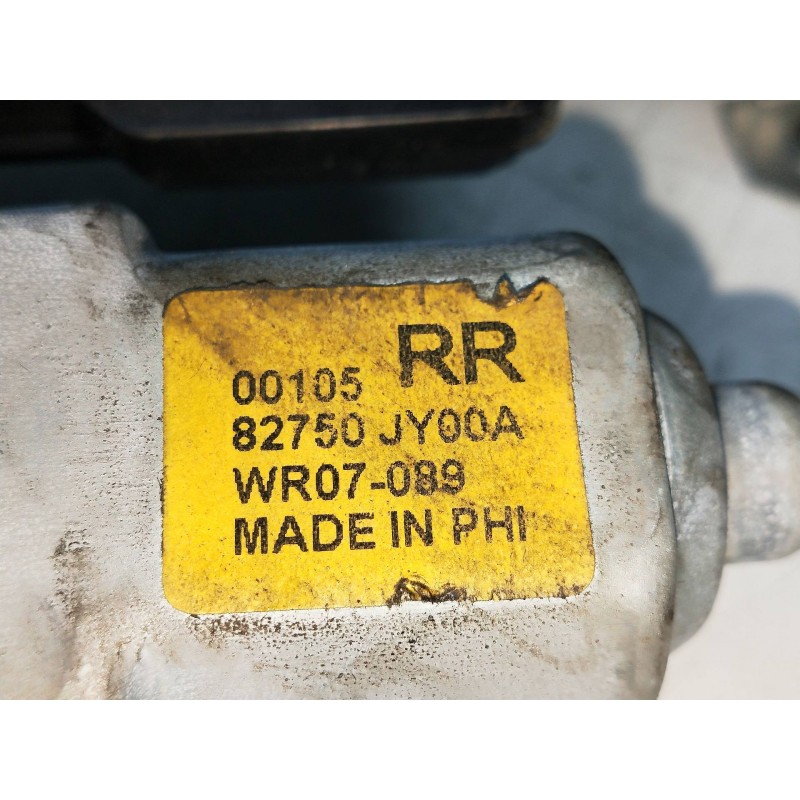 00105 RR
82750 JY00A
WR07-089
MADE IN PHI